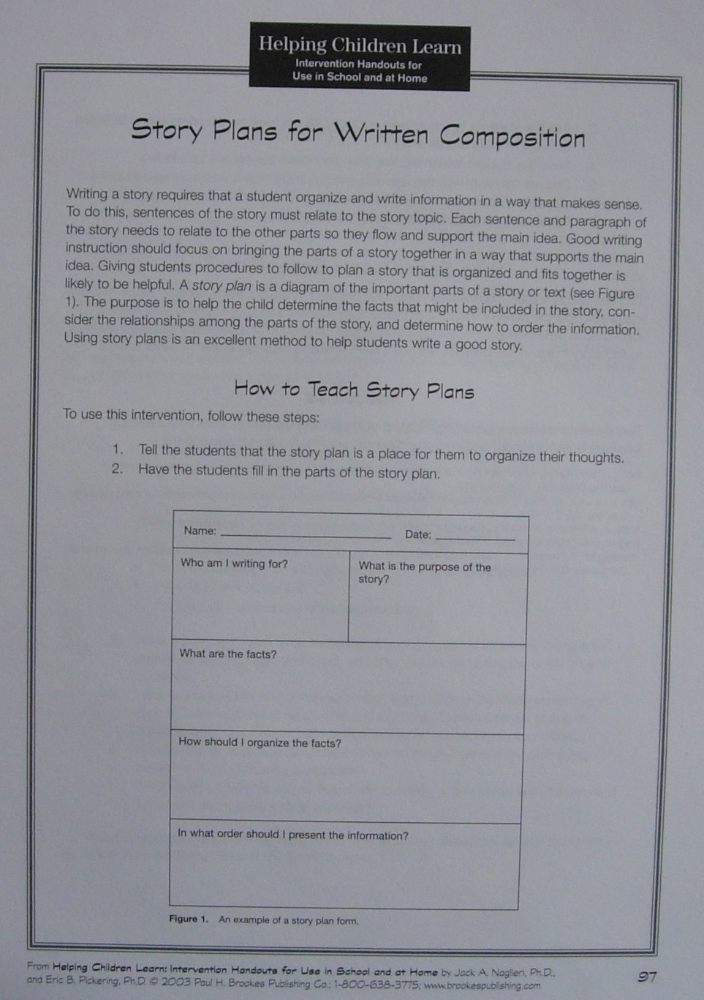 Helping Children Learn
Intervention Handouts for
Use in School and at Home
Story Plans for Written Composition
Writing a story requires that a student organize and write information in a way that makes sense.
To do this, sentences of the story must relate to the story topic. Each sentence and paragraph of
the story needs to relate to the other parts so they flow and support the main idea. Good writing
instruction should focus on bringing the parts of a story together in a way that supports the main
idea. Giving students procedures to follow to plan a story that is organized and fits together is
likely to be helpful. A story plan is a diagram of the important parts of a story or text (see Figure
1). The purpose is to help the child determine the facts that might be included in the story, con-
sider the relationships among the parts of the story, and determine how to order the information.
Using story plans is an excellent method to help students write a good story.
How to Teach Story Plans
To use this intervention, follow these steps:
1. Tell the students that the story plan is a place for them to organize their thoughts.
2. Have the students fill in the parts of the story plan.
Name: Date:
Who am I writing for?
What is the purpose of the
story?
What are the facts?
How should I organize the facts?
In what order should I present the information?
Figure 1. An example of a story plan form.
From Helping Children Learn: Intervention Handouts for Use in School and at Home by Jack A. Naglieri, Ph.D.,
and Eric B. Pickering, Ph.D. © 2003 Paul H. Brookes Publishing Co.; 1-800-638-3775; www.brookespublishing.com
97